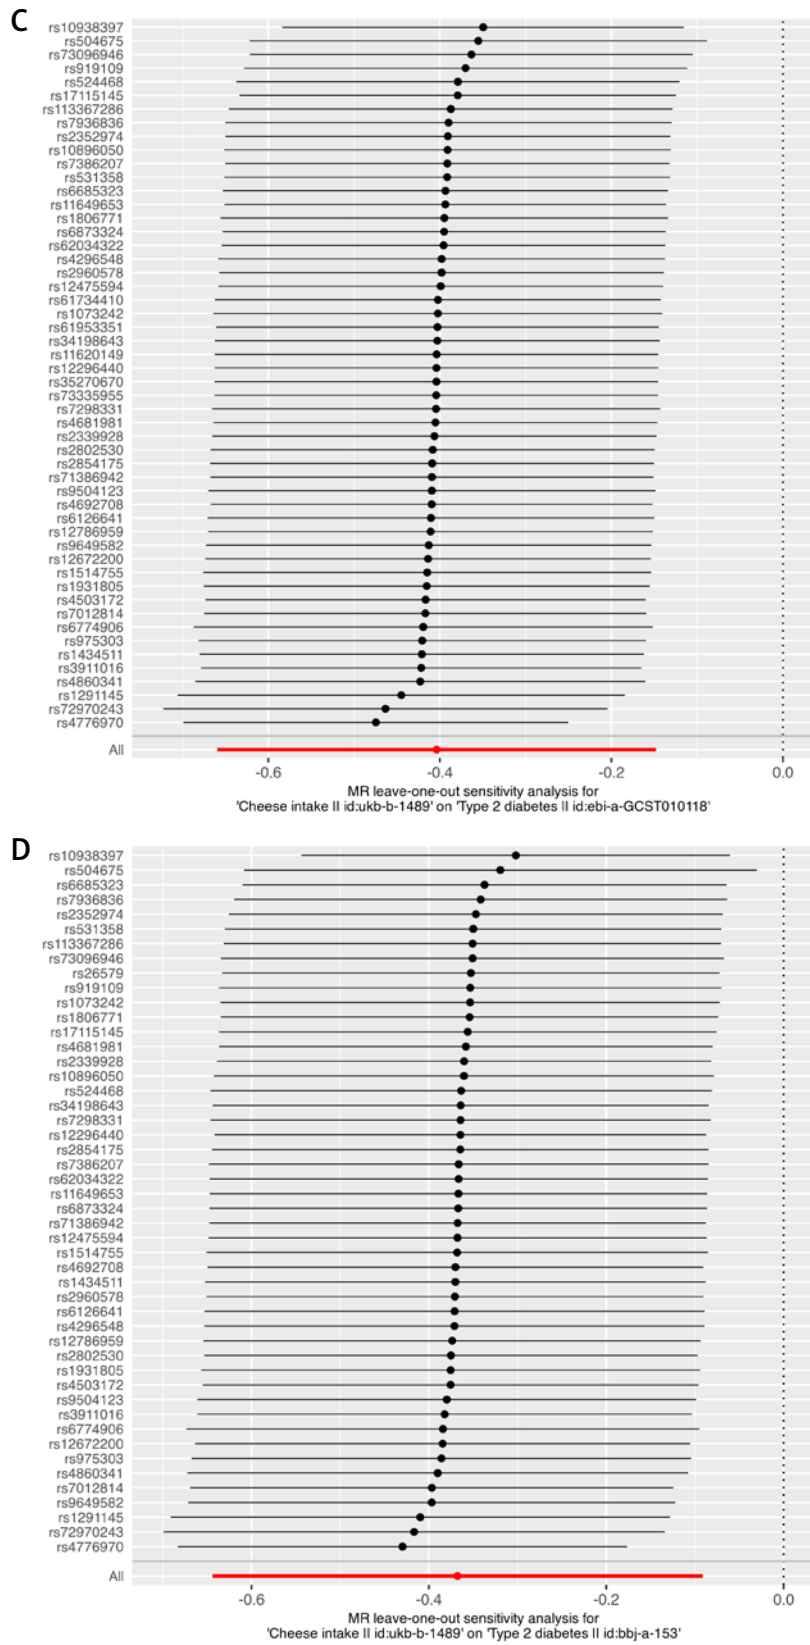 C
rs10938397
rs504675
rs73096946
rs919109
rs524468
rs17115145
rs113367286
rs7936836
rs2352974
rs10896050
rs7386207
rs531358
rs6685323
rs11649653
rs1806771
rs6873324
rs62034322
rs4296548
rs2960578
rs12475594
rs61734410
rs1073242
rs61953351
rs34198643
rs11620149
rs12296440
rs35270670
rs73335955
rs7298331
rs4681981
rs2339928
rs2802530
rs2854175
rs71386942
rs9504123
rs4692708
rs6126641
rs12786959
rs9649582
rs12672200
rs1514755
rs1931805
rs4503172
rs7012814
rs6774906
rs975303
rs1434511
rs3911016
rs4860341
rs1291145
rs72970243
rs4776970
All
-0.6 -0.4 -0.2 0.0
MR leave-one-out sensitivity analysis for
'Cheese intake II id:ukb-b-1489' on 'Type 2 diabetes II id:ebi-a-GCST010118'
D
rs10938397
rs504675
rs6685323
rs7936836
rs2352974
rs531358
rs113367286
rs73096946
rs26579
rs919109
rs1073242
rs1806771
rs17115145
rs4681981
rs2339928
rs10896050
rs524468
rs34198643
rs7298331
rs12296440
rs2854175
rs7386207
rs62034322
rs11649653
rs6873324
rs71386942
rs12475594
rs1514755
rs4692708
rs1434511
rs2960578
rs6126641
rs4296548
rs12786959
rs2802530
rs1931805
rs4503172
rs9504123
rs3911016
rs6774906
rs12672200
rs975303
rs4860341
rs7012814
rs9649582
rs1291145
rs72970243
rs4776970
All
-0.6 -0.4 -0.2 0.0
MR leave-one-out sensitivity analysis for
'Cheese intake II id:ukb-b-1489' on 'Type 2 diabetes II id:bbj-a-153'